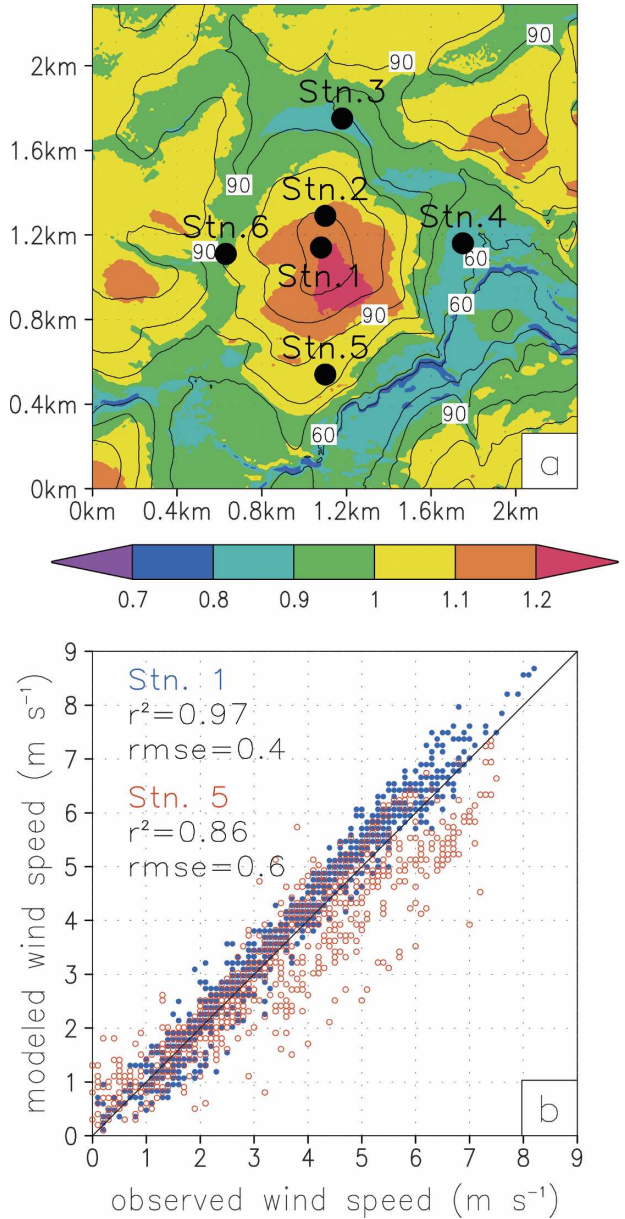 2km
1.6km
1.2km
0.8km
0.4km
0km
90
90
Stn.3
90
Stn.2
Stn.6
Stn.4
90
60
Stn.1
60
90
Stn.5
90
60
a
0km 0.4km 0.8km 1.2km 1.6km 2km
0.7 0.8 0.9 1 1.1 1.2
modeled wind speed (m s⁻¹)
9
8
7
6
5
4
3
2
1
0
Stn. 1
r²=0.97
rmse=0.4
Stn. 5
r²=0.86
rmse=0.6
b
0 1 2 3 4 5 6 7 8 9
observed wind speed (m s⁻¹)